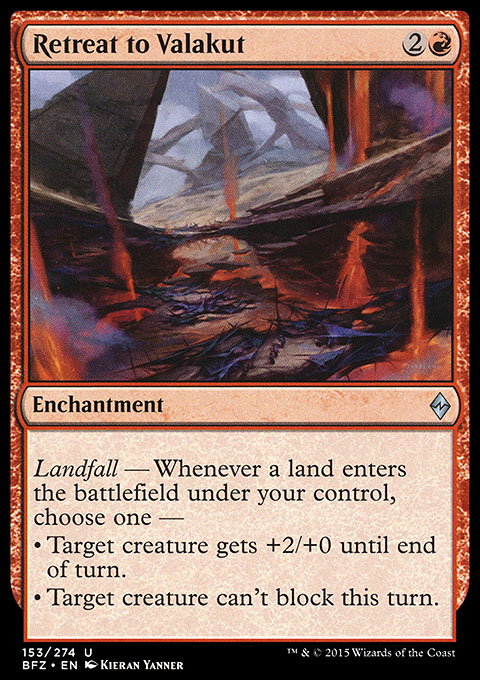 Retreat to Valakut 2
Enchantment
Landfall — Whenever a land enters
the battlefield under your control,
choose one —
• Target creature gets +2/+0 until end
of turn.
• Target creature can't block this turn.
153/274 U
BFZ • EN Kieran Yanner
™ & © 2015 Wizards of the Coast